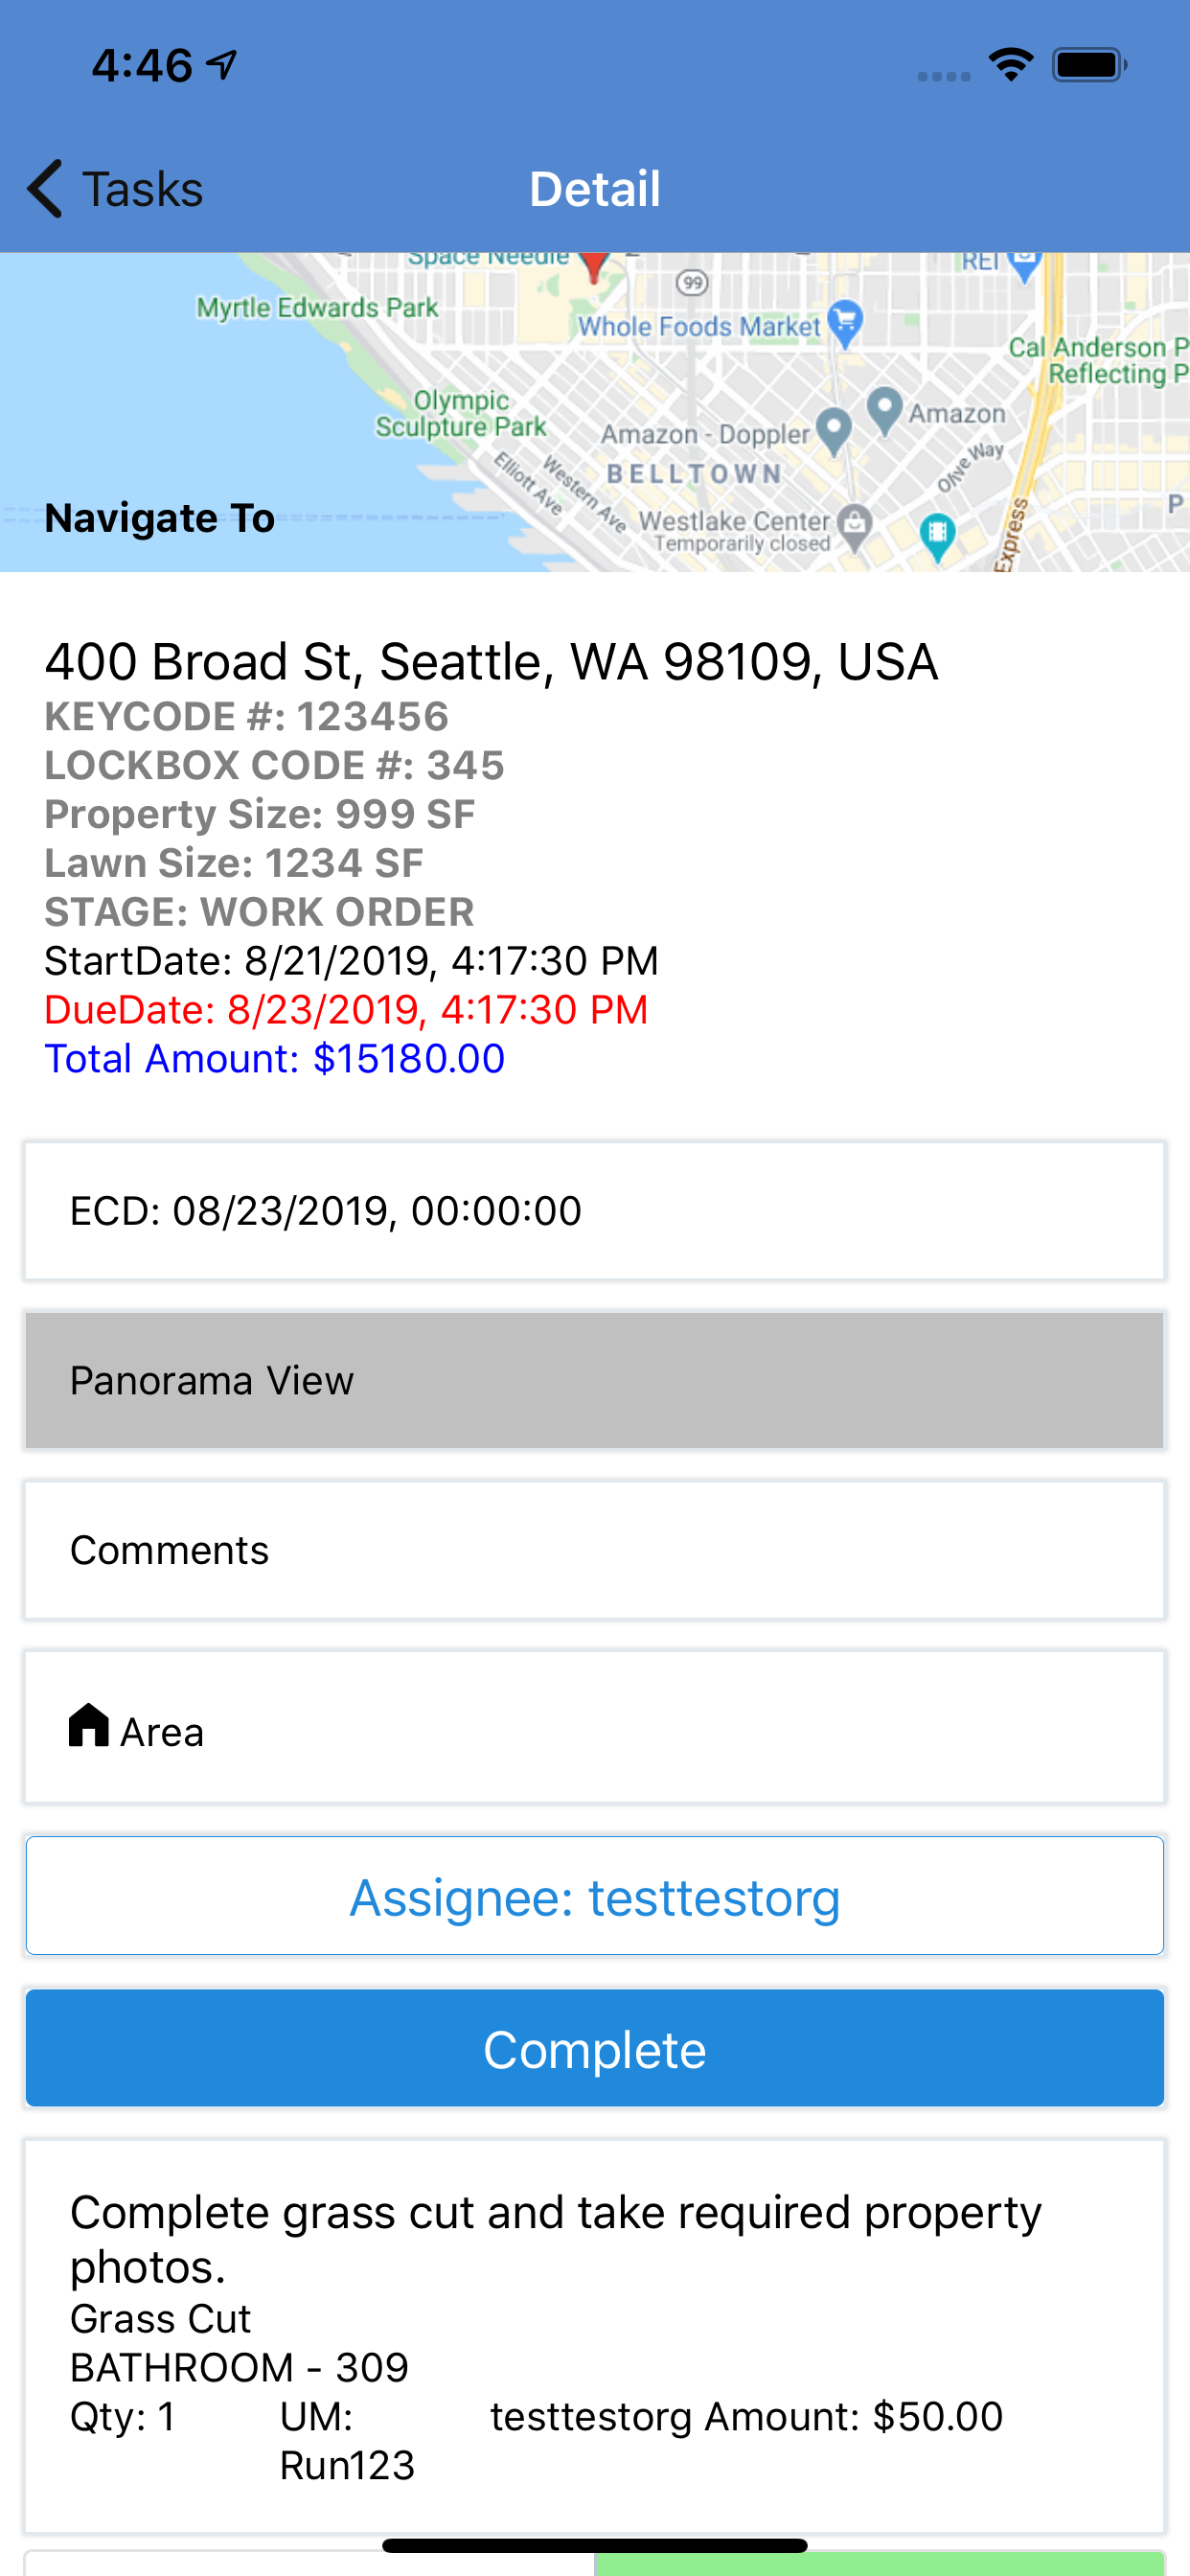 4:46
Tasks
Detail
Space Needle
REI
Myrtle Edwards Park
99
Whole Foods Market
Cal Anderson P
Reflecting P
Olympic
Sculpture Park
Amazon
Amazon - Doppler
Olive Way
BELLTOWN
Elliott Ave
Western Ave
Navigate To
Westlake Center
Temporarily closed
Express
P
400 Broad St, Seattle, WA 98109, USA
KEYCODE #: 123456
LOCKBOX CODE #: 345
Property Size: 999 SF
Lawn Size: 1234 SF
STAGE: WORK ORDER
StartDate: 8/21/2019, 4:17:30 PM
DueDate: 8/23/2019, 4:17:30 PM
Total Amount: $15180.00
ECD: 08/23/2019, 00:00:00
Panorama View
Comments
Area
Assignee: testtestorg
Complete
Complete grass cut and take required property
photos.
Grass Cut
BATHROOM - 309
Qty: 1 UM: testtestorg Amount: $50.00
Run123